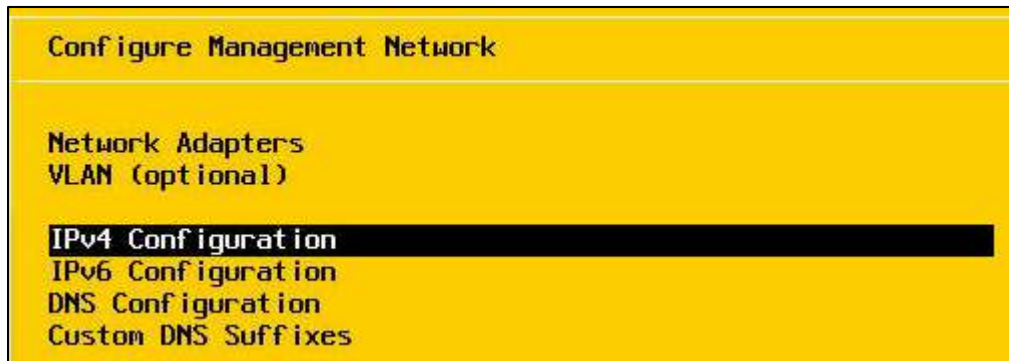 Configure Management Network
Network Adapters
VLAN (optional)
IPv4 Configuration
IPv6 Configuration
DNS Configuration
Custom DNS Suffixes